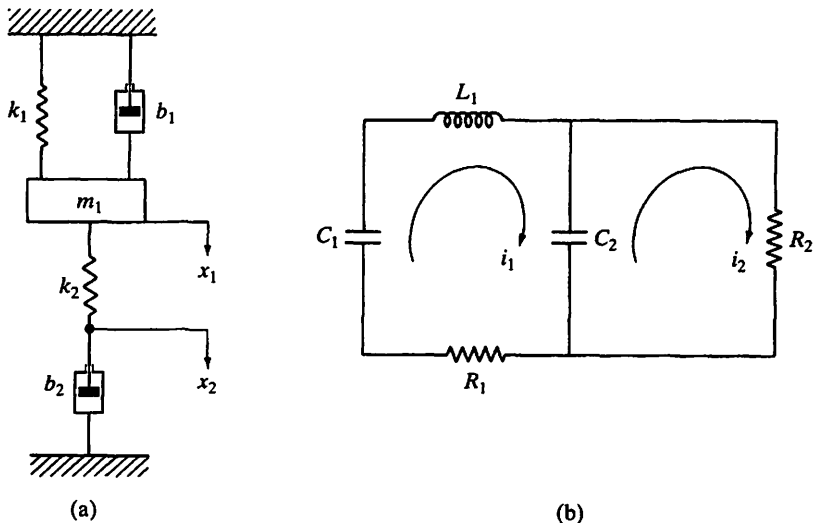 k₁
b₁
m₁
x₁
k₂
x₂
b₂
(a)
L₁
C₁
i₁
C₂
i₂
R₂
R₁
(b)